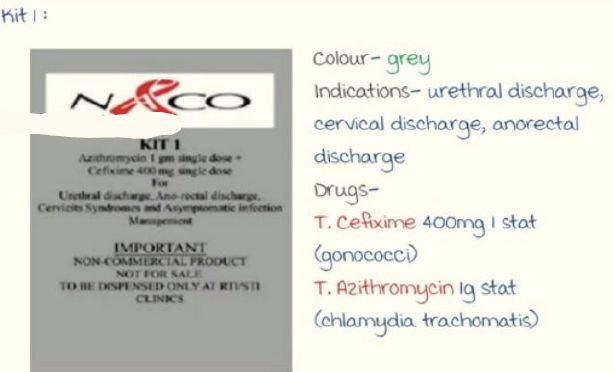 Kit 1:
NACO
KIT 1
Azithromycin 1 gm single dose +
Cefixime 400 mg single dose
For
Urethral discharge, Ano-rectal discharge,
Cervicits Syndromes and Asymptomatic infection
Management
IMPORTANT
NON-COMMERCIAL PRODUCT
NOT FOR SALE
TO BE DISPENSED ONLY AT RTI/STI
CLINICS
Colour- grey
Indications- urethral discharge,
cervical discharge, anorectal
discharge
Drugs-
T. Cefixime 400mg 1 stat
(gonococci)
T. Azithromycin 1g stat
(chlamydia trachomatis)